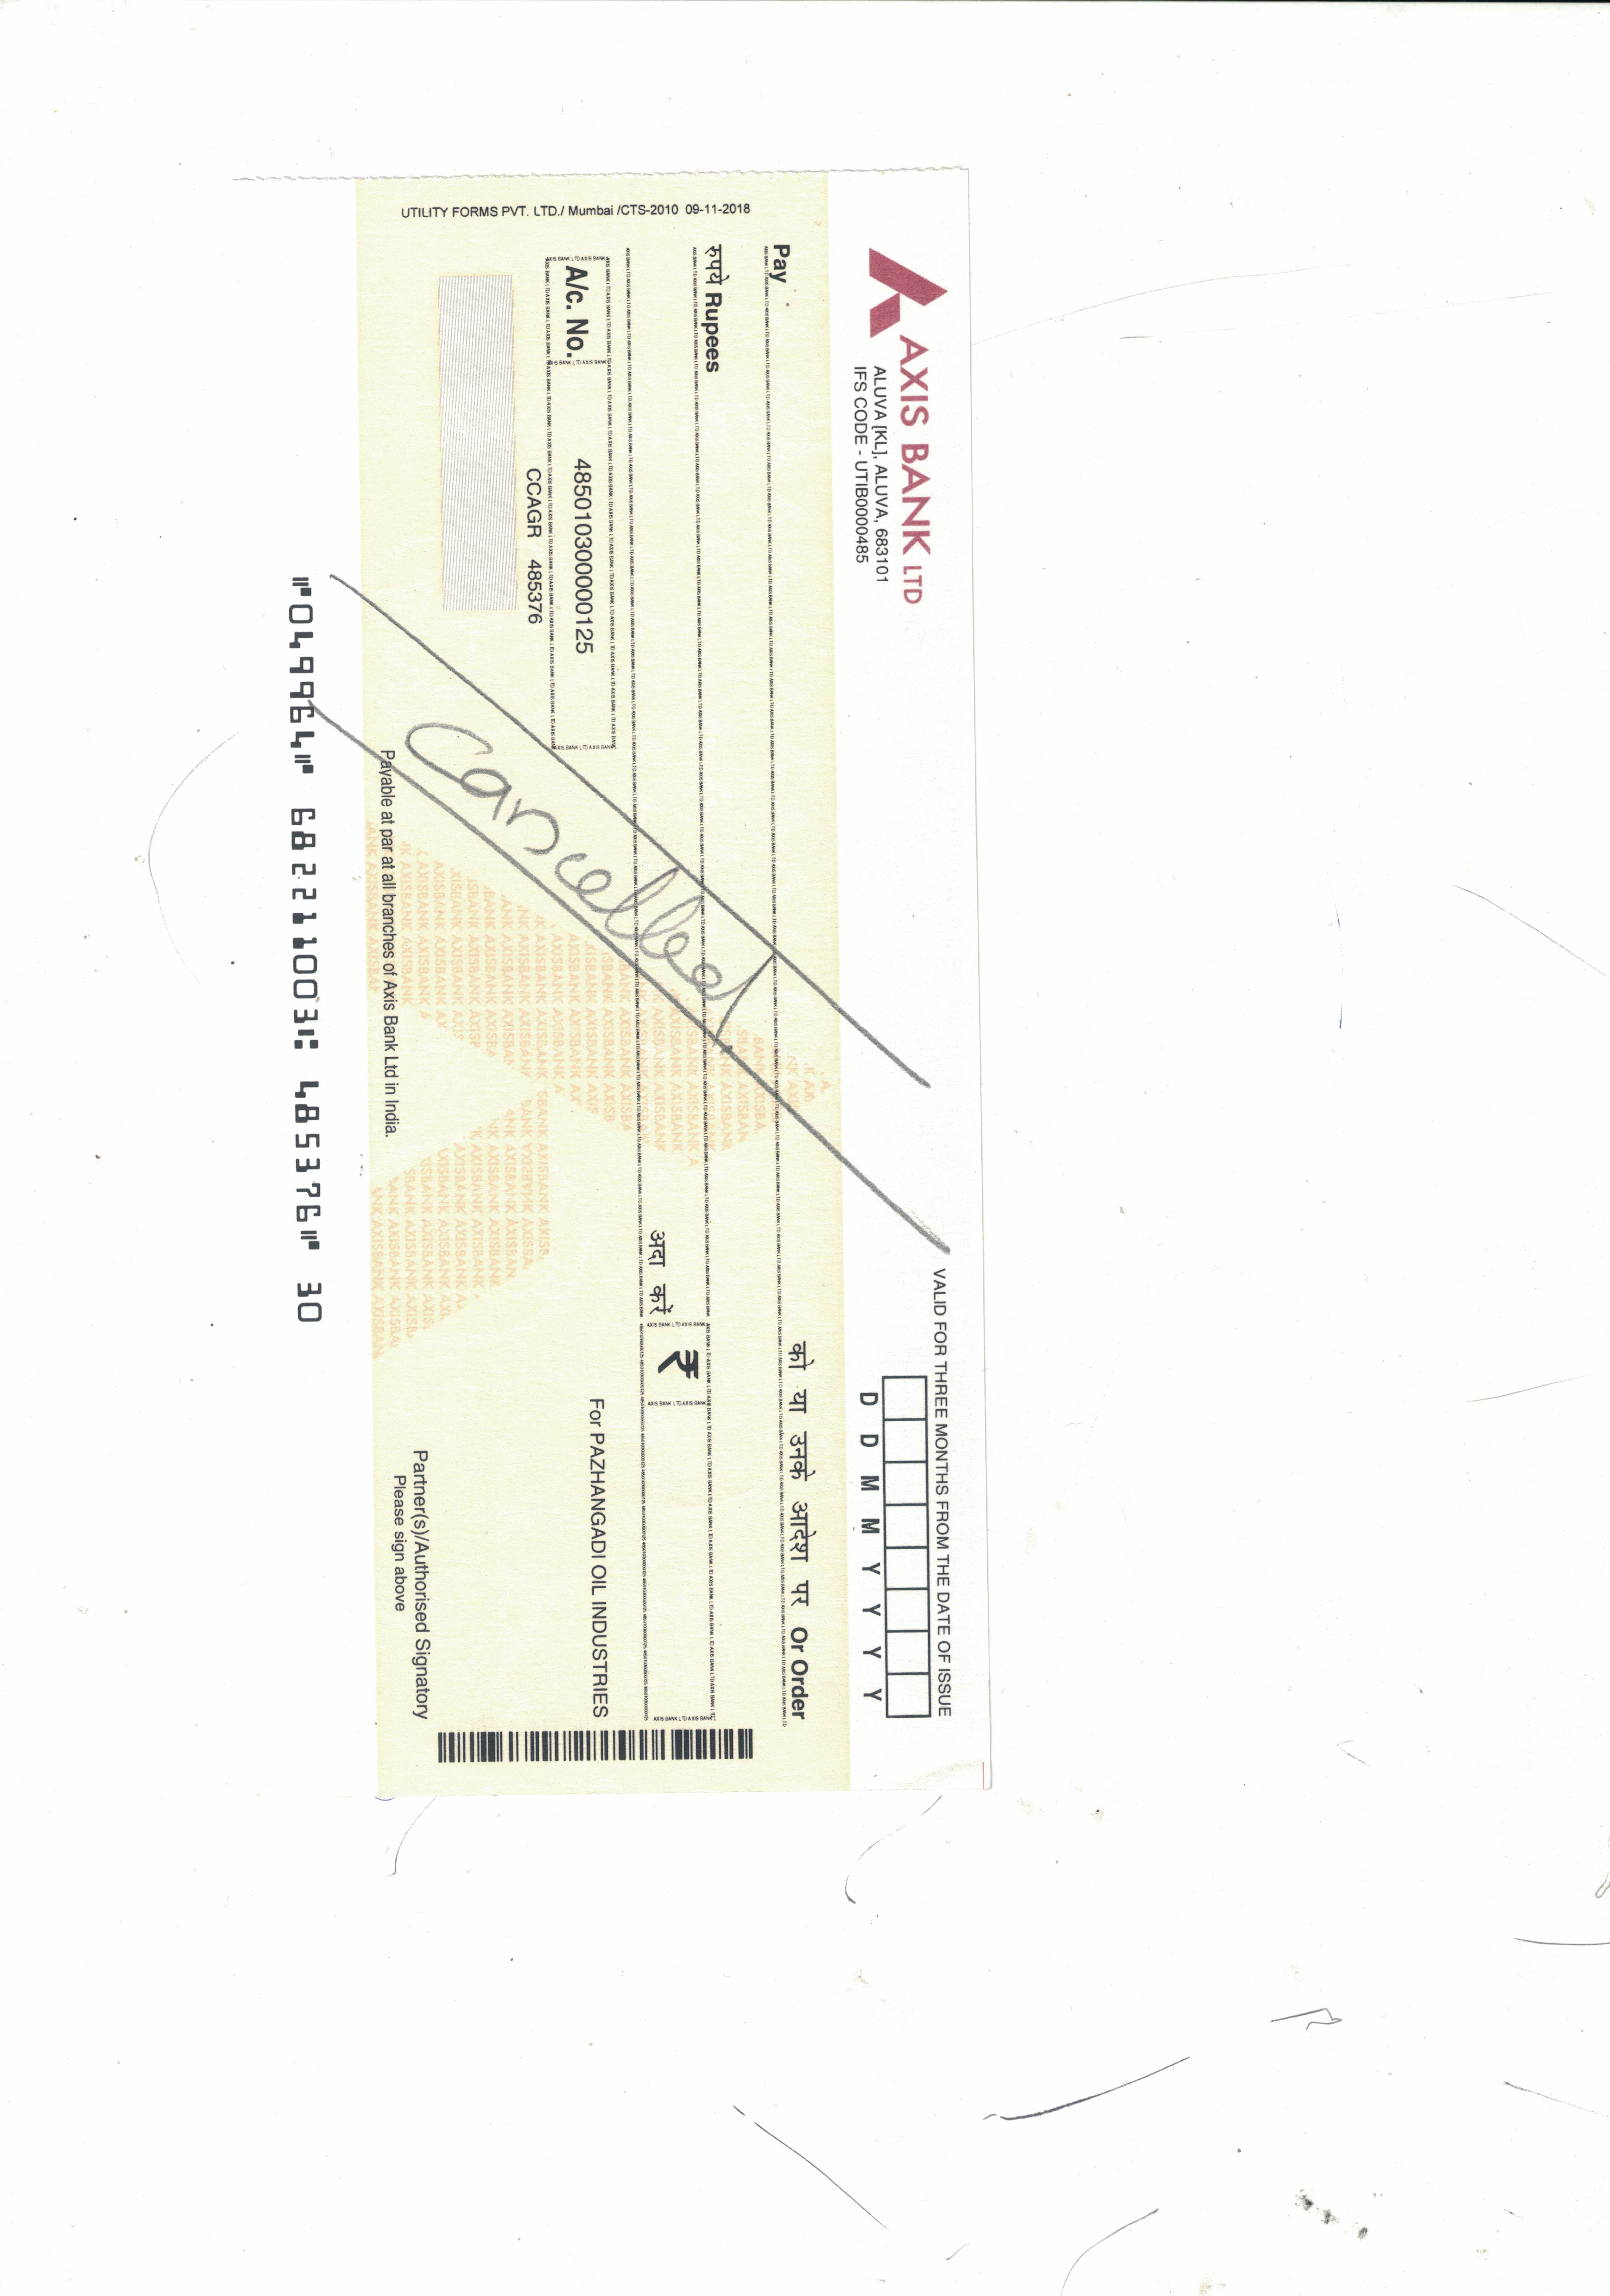 AXIS BANK LTD
ALUVA [KL], ALUVA, 683101
IFS CODE - UTIB0000485
VALID FOR THREE MONTHS FROM THE DATE OF ISSUE
D D M M Y Y Y Y
Pay
को या उनके आदेश पर Or Order
रुपये Rupees
अदा करें
₹
A/c. No.
485010300000125
CCAGR 485376
For PAZHANGADI OIL INDUSTRIES
Cancelled
Partner(s)/Authorised Signatory
Please sign above
Payable at par at all branches of Axis Bank Ltd in India.
UTILITY FORMS PVT. LTD./ Mumbai /CTS-2010 09-11-2018
⑈049964⑈ 682211003⑆ 485376⑈ 30